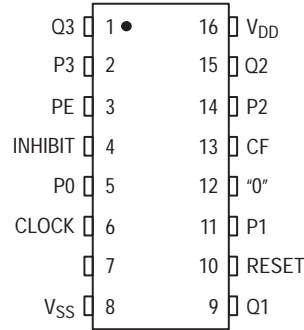 Q3 1 16 VDD
P3 2 15 Q2
PE 3 14 P2
INHIBIT 4 13 CF
P0 5 12 “0”
CLOCK 6 11 P1
7 10 RESET
VSS 8 9 Q1